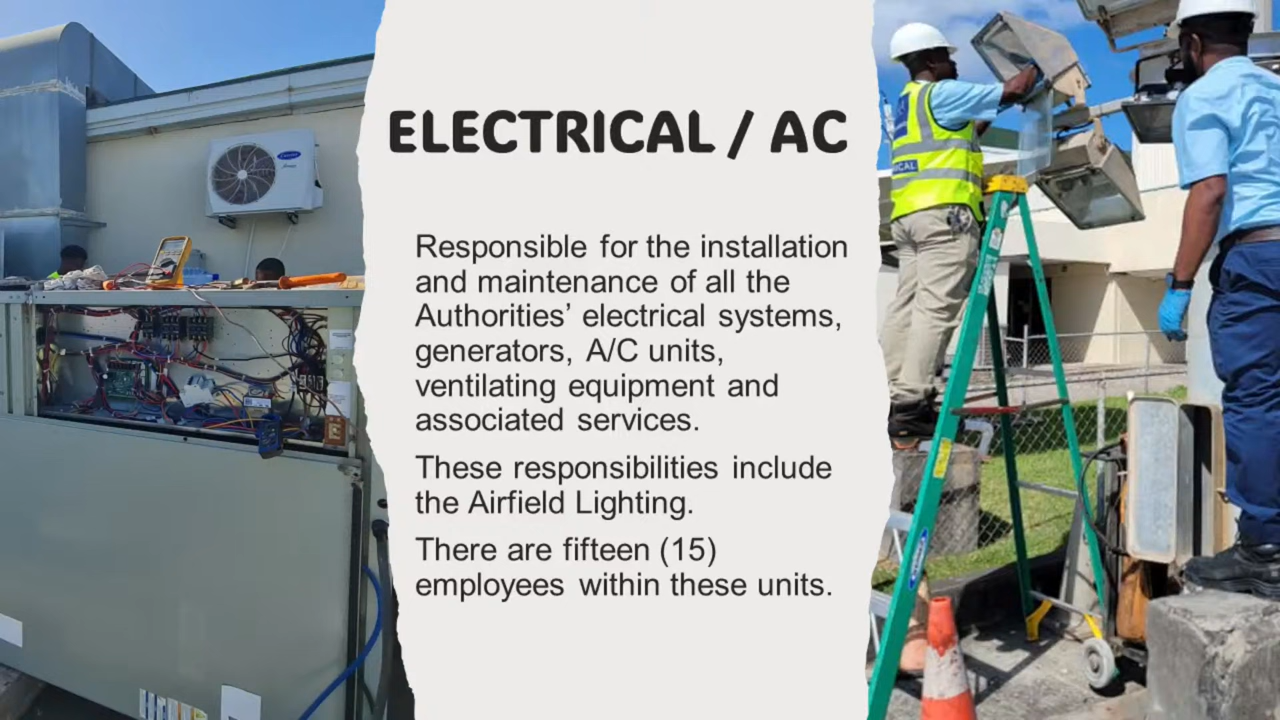 ELECTRICAL / AC
Responsible for the installation
and maintenance of all the
Authorities’ electrical systems,
generators, A/C units,
ventilating equipment and
associated services.
These responsibilities include
the Airfield Lighting.
There are fifteen (15)
employees within these units.